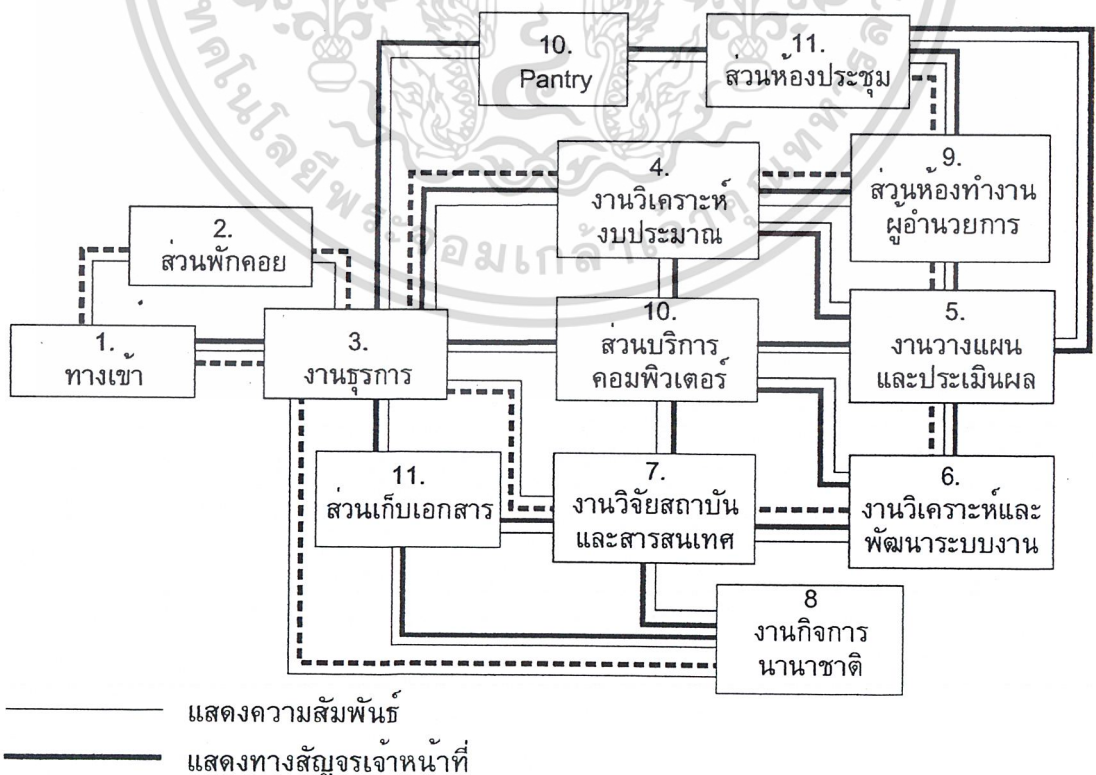 10.
Pantry
11.
ส่วนห้องประชุม
4.
งานวิเคราะห์
งบประมาณ
9.
ส่วนห้องทำงาน
ผู้อำนวยการ
2.
ส่วนพักคอย
1.
ทางเข้า
3.
งานธุรการ
10.
ส่วนบริการ
คอมพิวเตอร์
5.
งานวางแผน
และประเมินผล
11.
ส่วนเก็บเอกสาร
7.
งานวิจัยสถาบัน
และสารสนเทศ
6.
งานวิเคราะห์และ
พัฒนาระบบงาน
8
งานกิจการ
นานาชาติ
แสดงความสัมพันธ์
แสดงทางสัญจรเจ้าหน้าที่